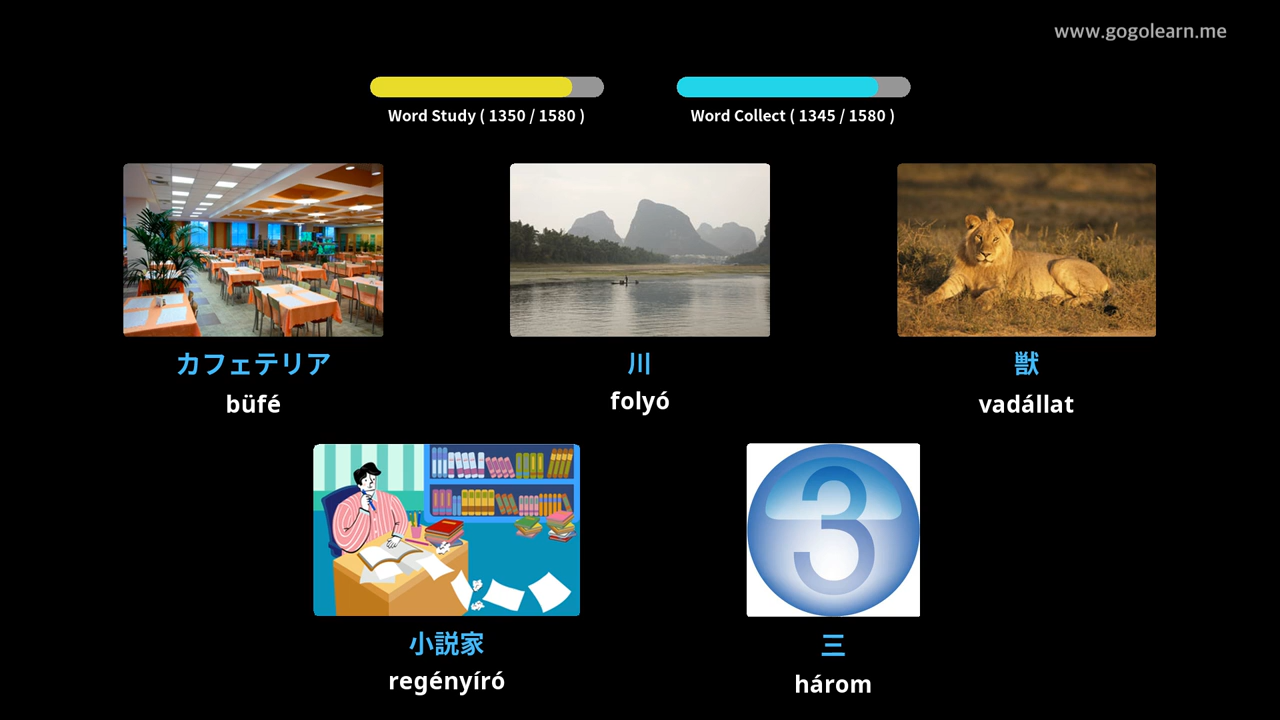 www.gogolearn.me
Word Study ( 1350 / 1580 )
Word Collect ( 1345 / 1580 )
カフェテリア
büfé
川
folyó
獣
vadállat
小説家
regényíró
3
三
három